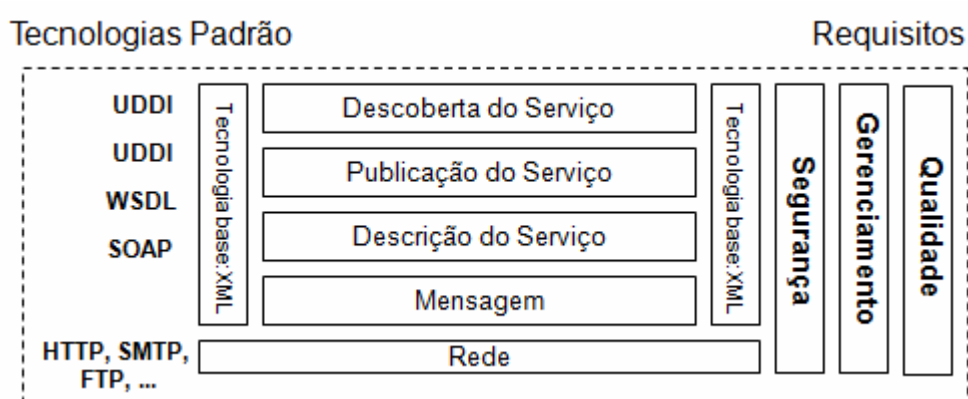 Tecnologias Padrão
Requisitos
UDDI
UDDI
WSDL
SOAP
HTTP, SMTP,
FTP, ...
Tecnologia base:XML
Descoberta do Serviço
Publicação do Serviço
Descrição do Serviço
Mensagem
Rede
Tecnologia base:XML
Segurança
Gerenciamento
Qualidade